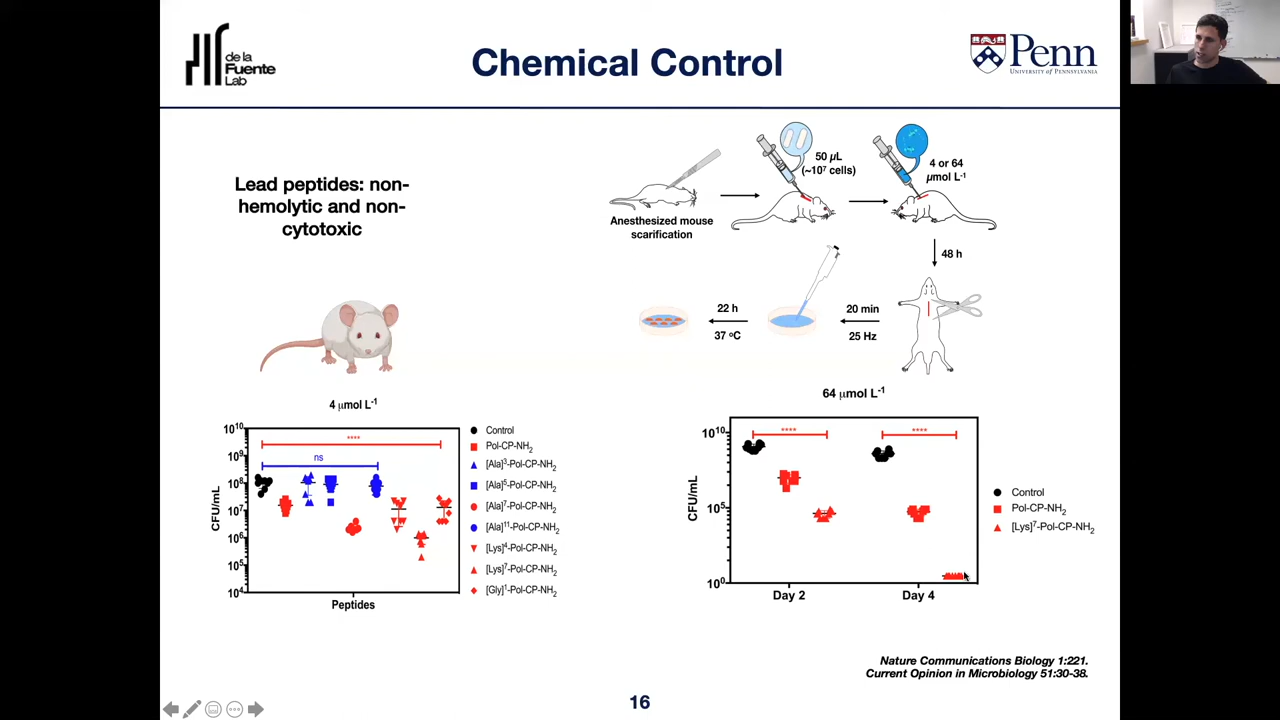 de la
Fuente
Lab
Chemical Control
Penn
UNIVERSITY of PENNSYLVANIA
Lead peptides: non-
hemolytic and non-
cytotoxic
50 µL
(~10⁷ cells)
4 or 64
µmol L⁻¹
Anesthesized mouse
scarification
48 h
22 h
37 ºC
20 min
25 Hz
4 µmol L⁻¹
10¹⁰
10⁹
10⁸
10⁷
10⁶
10⁵
10⁴
CFU/mL
****
ns
Peptides
Control
Pol-CP-NH₂
[Ala]³-Pol-CP-NH₂
[Ala]⁵-Pol-CP-NH₂
[Ala]⁷-Pol-CP-NH₂
[Ala]¹¹-Pol-CP-NH₂
[Lys]⁴-Pol-CP-NH₂
[Lys]⁷-Pol-CP-NH₂
[Gly]¹-Pol-CP-NH₂
64 µmol L⁻¹
10¹⁰
10⁵
10⁰
CFU/mL
****
****
Day 2
Day 4
Control
Pol-CP-NH₂
[Lys]⁷-Pol-CP-NH₂
Nature Communications Biology 1:221.
Current Opinion in Microbiology 51:30-38.
16